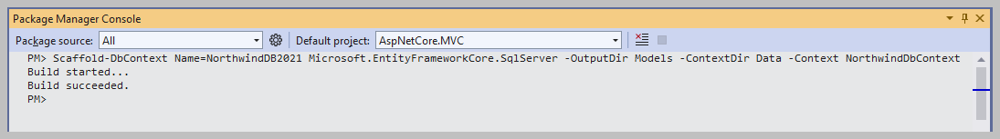 Package Manager Console
Package source: All Default project: AspNetCore.MVC
PM> Scaffold-DbContext Name=NorthwindDB2021 Microsoft.EntityFrameworkCore.SqlServer -OutputDir Models -ContextDir Data -Context NorthwindDbContext
Build started...
Build succeeded.
PM>